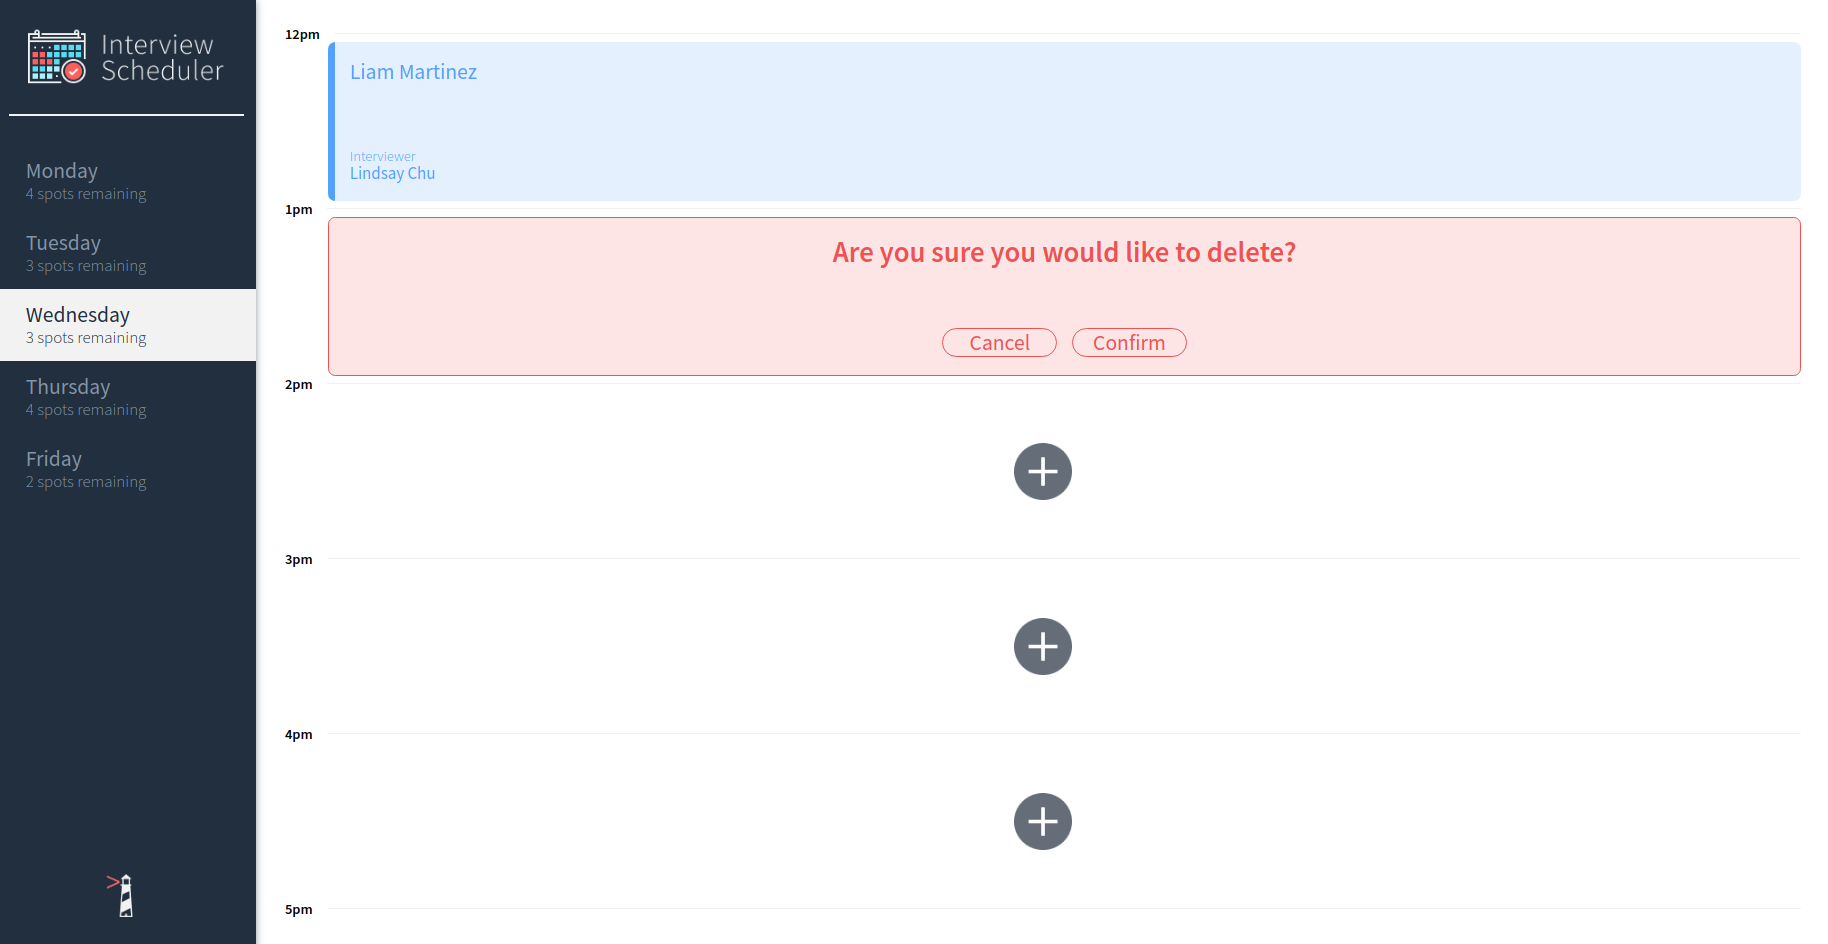 Interview
Scheduler
Monday
4 spots remaining
Tuesday
3 spots remaining
Wednesday
3 spots remaining
Thursday
4 spots remaining
Friday
2 spots remaining
>
12pm
Liam Martinez
Interviewer
Lindsay Chu
1pm
Are you sure you would like to delete?
Cancel Confirm
2pm
3pm
4pm
5pm